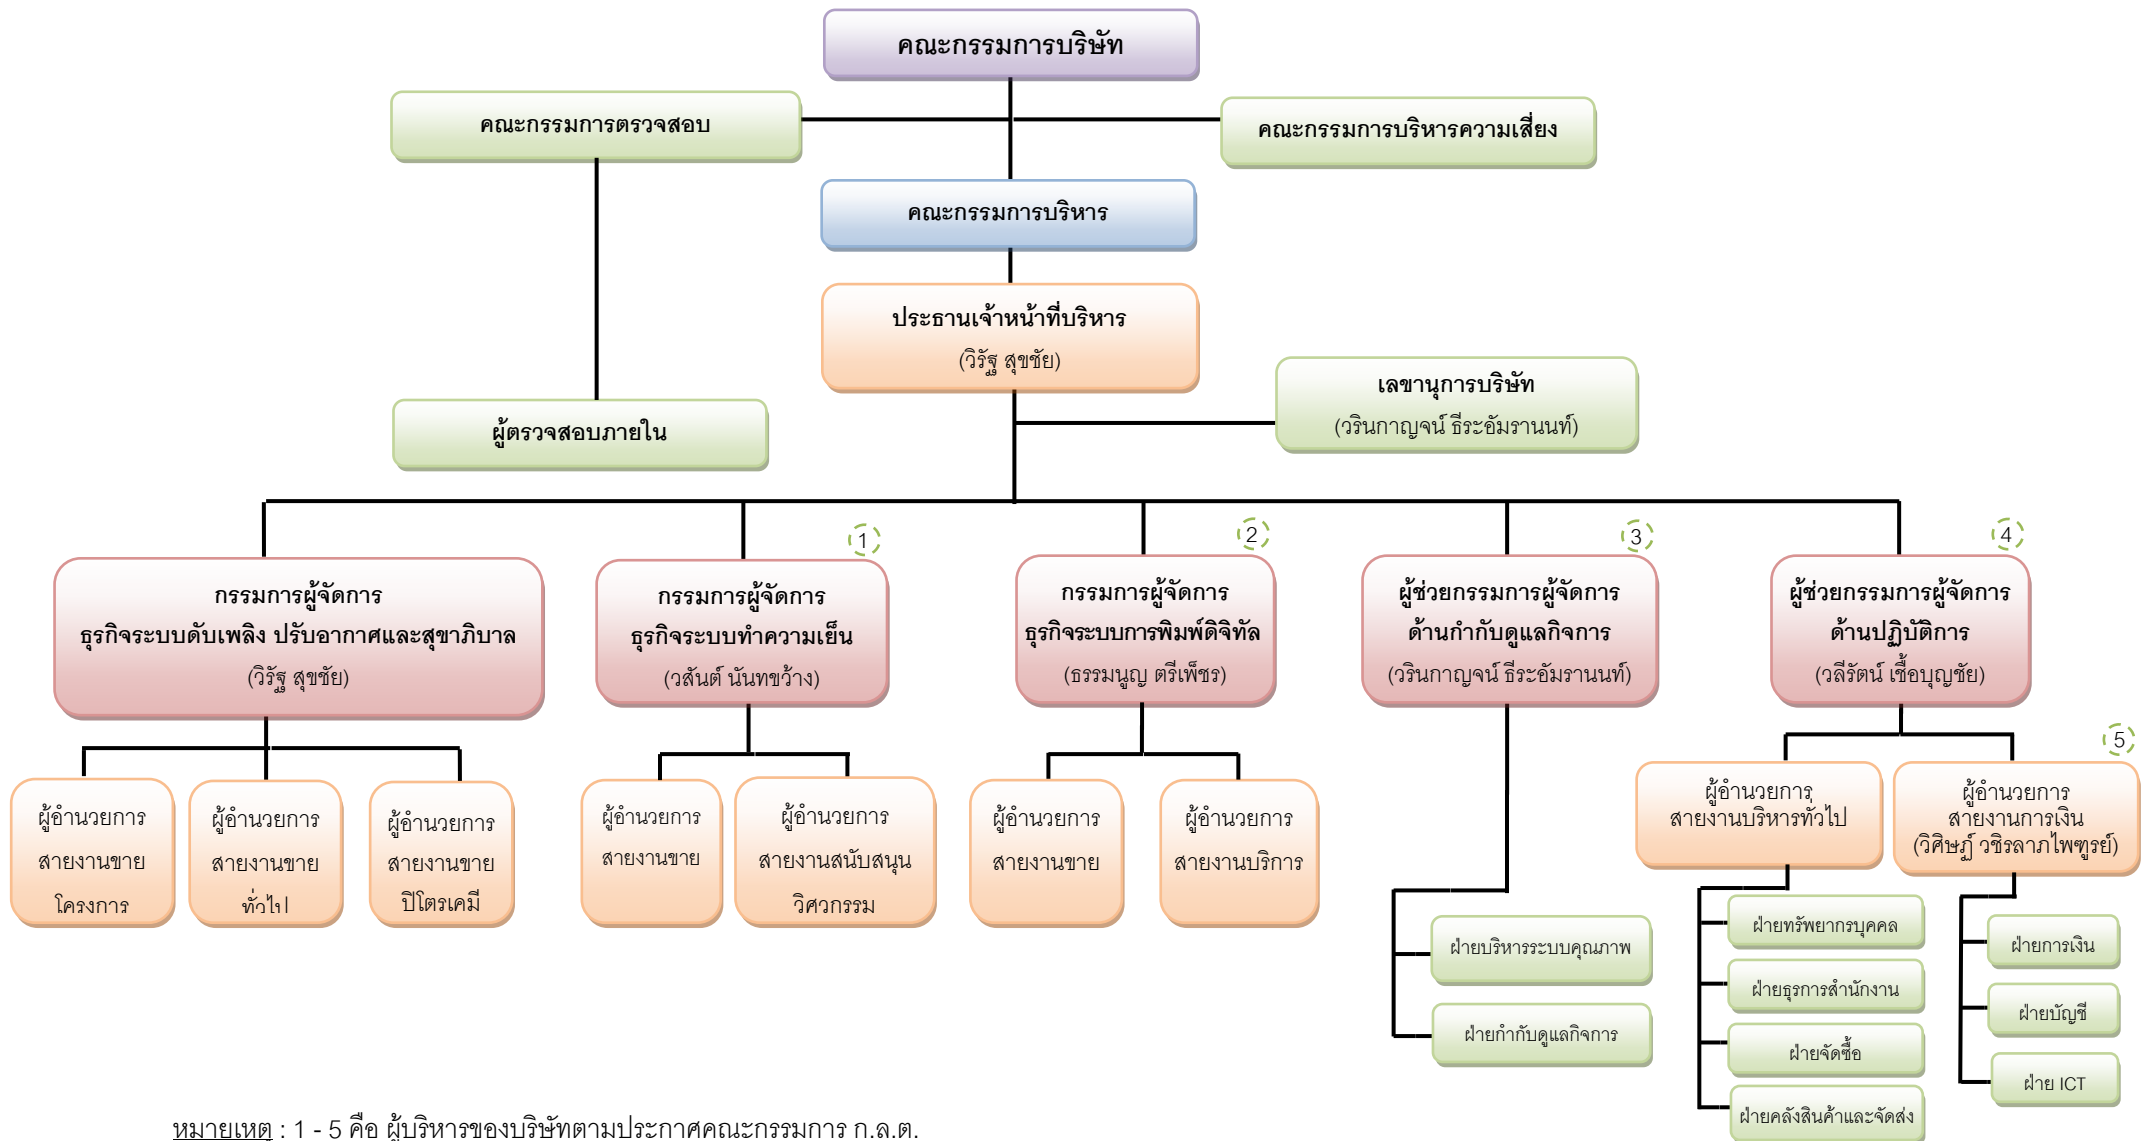 คณะกรรมการบริษัท
คณะกรรมการตรวจสอบ
คณะกรรมการบริหารความเสี่ยง
คณะกรรมการบริหาร
ประธานเจ้าหน้าที่บริหาร
(วิรัฐ สุขชัย)
เลขานุการบริษัท
(วรินกาญจน์ ธีระอัมรานนท์)
ผู้ตรวจสอบภายใน
กรรมการผู้จัดการ
ธุรกิจระบบดับเพลิง ปรับอากาศและสุขาภิบาล
(วิรัฐ สุขชัย)
1
กรรมการผู้จัดการ
ธุรกิจระบบทำความเย็น
(วสันต์ นันทขว้าง)
2
กรรมการผู้จัดการ
ธุรกิจระบบการพิมพ์ดิจิทัล
(ธรรมนูญ ตรีเพ็ชร)
3
ผู้ช่วยกรรมการผู้จัดการ
ด้านกำกับดูแลกิจการ
(วรินกาญจน์ ธีระอัมรานนท์)
4
ผู้ช่วยกรรมการผู้จัดการ
ด้านปฏิบัติการ
(วลีรัตน์ เชื้อบุญชัย)
ผู้อำนวยการ
สายงานขาย
โครงการ
ผู้อำนวยการ
สายงานขาย
ทั่วไป
ผู้อำนวยการ
สายงานขาย
ปิโตรเคมี
ผู้อำนวยการ
สายงานขาย
ผู้อำนวยการ
สายงานสนับสนุน
วิศวกรรม
ผู้อำนวยการ
สายงานขาย
ผู้อำนวยการ
สายงานบริการ
ผู้อำนวยการ
สายงานบริหารทั่วไป
5
ผู้อำนวยการ
สายงานการเงิน
(วิศิษฏ์ วชิรลาภไพฑูรย์)
ฝ่ายบริหารระบบคุณภาพ
ฝ่ายกำกับดูแลกิจการ
ฝ่ายทรัพยากรบุคคล
ฝ่ายธุรการสำนักงาน
ฝ่ายจัดซื้อ
ฝ่ายคลังสินค้าและจัดส่ง
ฝ่ายการเงิน
ฝ่ายบัญชี
ฝ่าย ICT
หมายเหตุ : 1 - 5 คือ ผู้บริหารของบริษัทตามประกาศคณะกรรมการ ก.ล.ต.